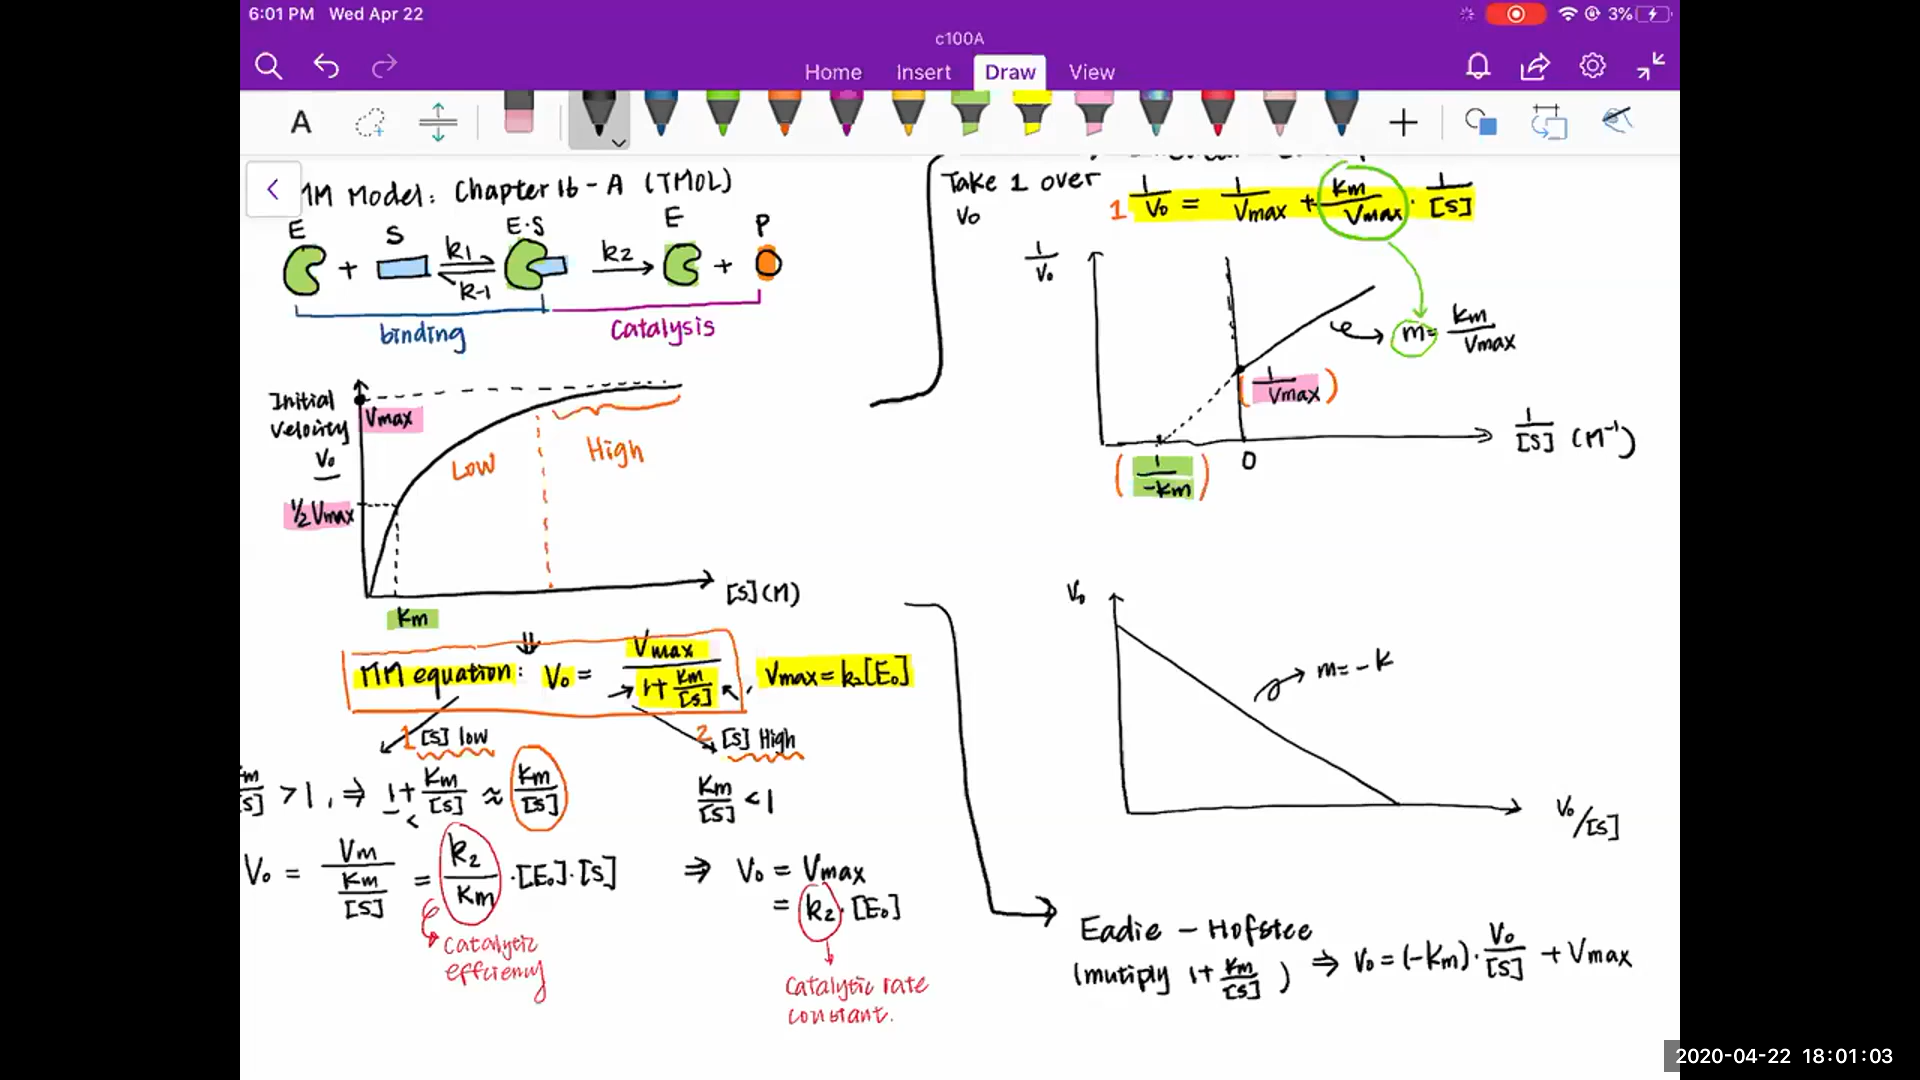 6:01 PM Wed Apr 22
3%
c100A
Home Insert Draw View
A
MM Model: Chapter 16-A (TMOL)
E + S k1 k-1 E·S k2 E + P
binding
Catalysis
Initial
Velocity
V0
Vmax
1/2 Vmax
Low
High
Km
[S] (M)
MM equation: V0 = Vmax / (1+ Km/[S]), Vmax = k2[E0]
1 [S] low
2 [S] High
Km/[S] > 1, ⇒ 1+ Km/[S] ≈ Km/[S]
<
Km/[S] < 1
V0 = Vm / (Km/[S]) = k2/Km · [E0]·[S]
⇒ V0 = Vmax
= k2 · [E0]
Catalytic
effciency
Catalytic rate
constant.
Take 1 over
V0
1 1/V0 = 1/Vmax + Km/Vmax · 1/[S]
1/V0
m= Km/Vmax
(1/Vmax)
1/[S] (M⁻¹)
(1/-Km)
0
V0
m= -K
V0/[S]
Eadie - Hofstee
(mutiply 1+ Km/[S]) ⇒ V0 = (-Km) · V0/[S] + Vmax
2020-04-22 18:01:03